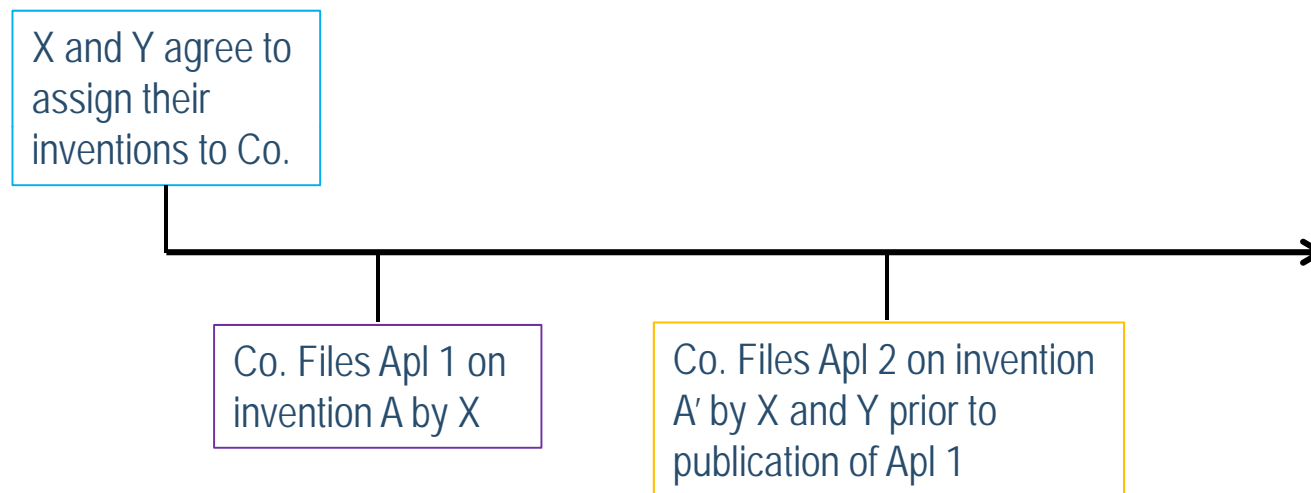 X and Y agree to
assign their
inventions to Co.
Co. Files Apl 1 on
invention A by X
Co. Files Apl 2 on invention
A′ by X and Y prior to
publication of Apl 1